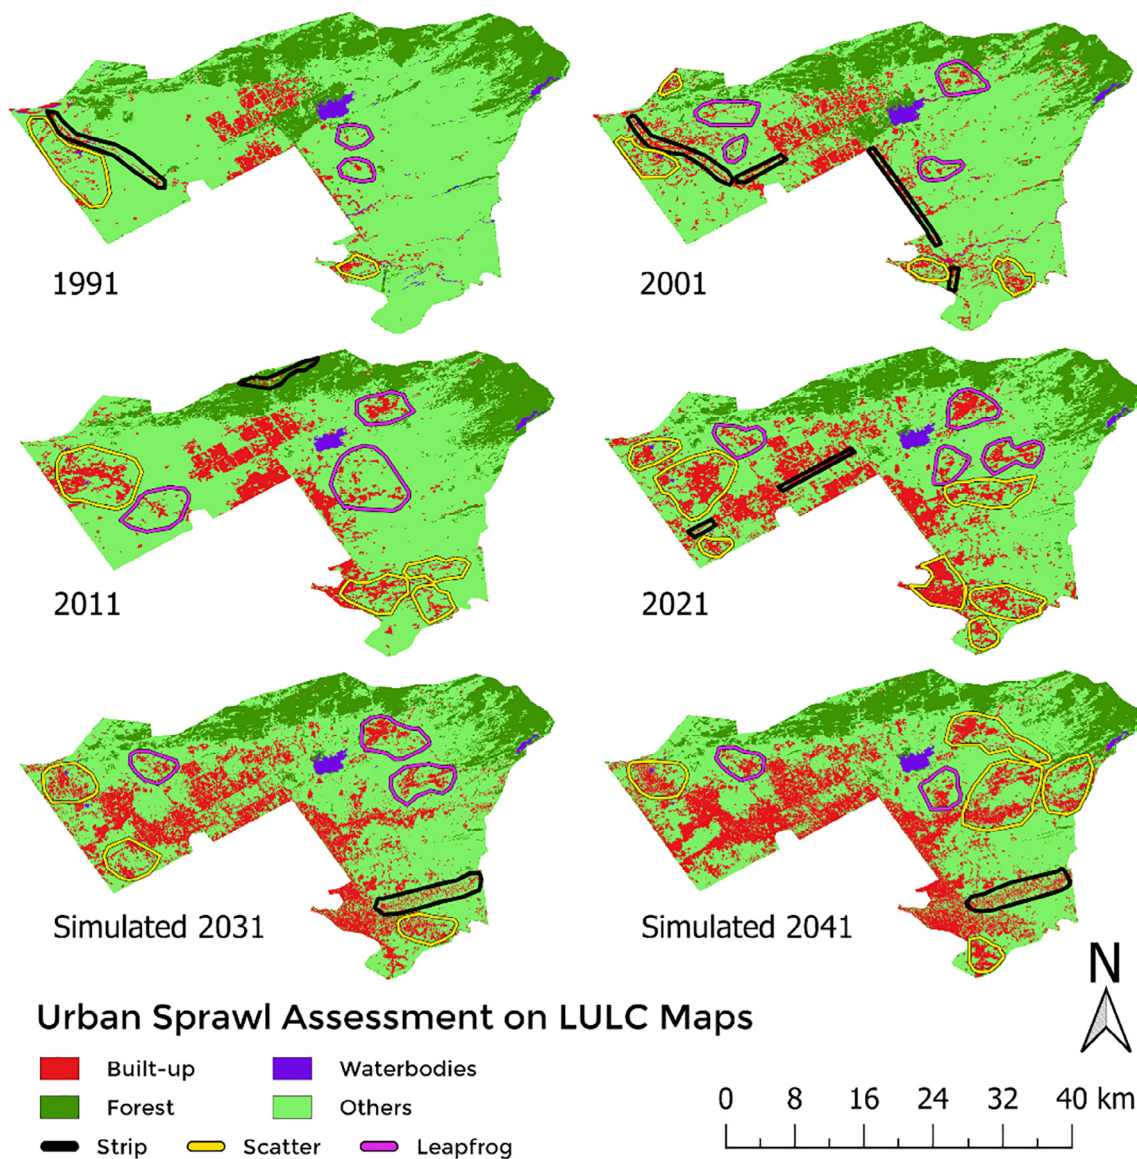 1991
2001
2011
2021
Simulated 2031
Simulated 2041
N
Urban Sprawl Assessment on LULC Maps
Built-up
Waterbodies
Forest
Others
Strip
Scatter
Leapfrog
0 8 16 24 32 40 km